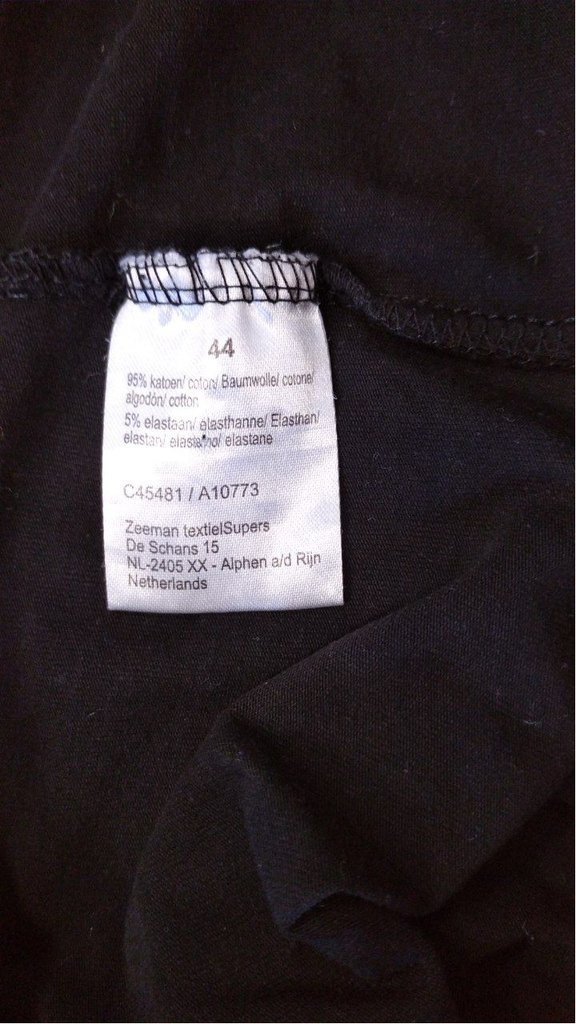 44
95% katoen/ coton/ Baumwolle/ cotone/
algodón/ cotton
5% elastaan/ elasthanne/ Elasthan/
elastan/ elastano/ elastane
C45481 / A10773
Zeeman textielSupers
De Schans 15
NL-2405 XX - Alphen a/d Rijn
Netherlands